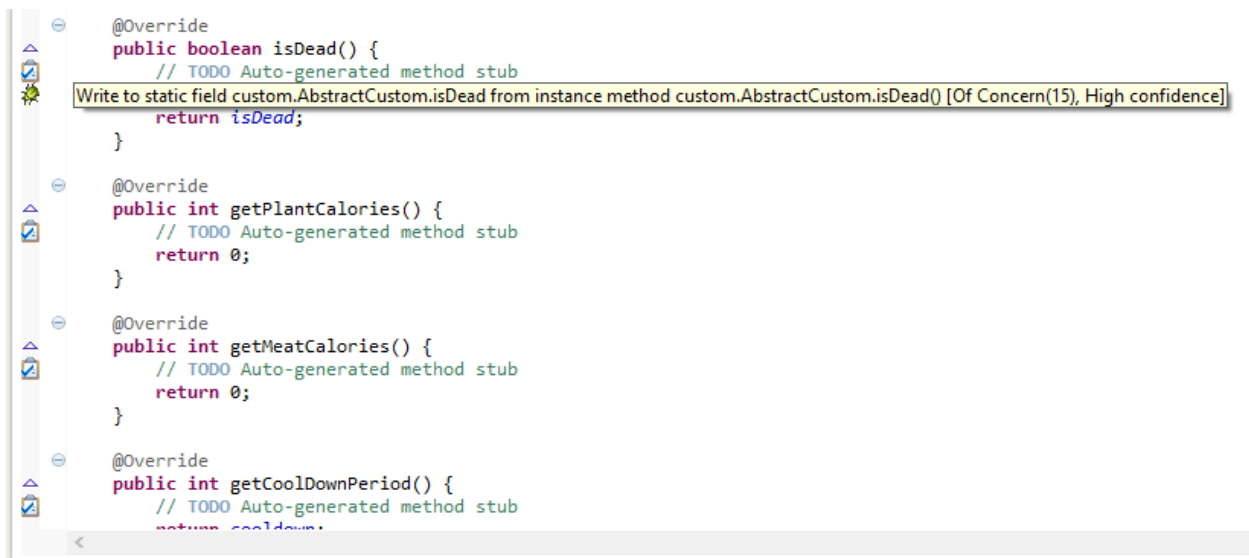 @Override
public boolean isDead() {
// TODO Auto-generated method stub
Write to static field custom.AbstractCustom.isDead from instance method custom.AbstractCustom.isDead() [Of Concern(15), High confidence]
return isDead;
}
@Override
public int getPlantCalories() {
// TODO Auto-generated method stub
return 0;
}
@Override
public int getMeatCalories() {
// TODO Auto-generated method stub
return 0;
}
@Override
public int getCoolDownPeriod() {
// TODO Auto-generated method stub
return cooldown;